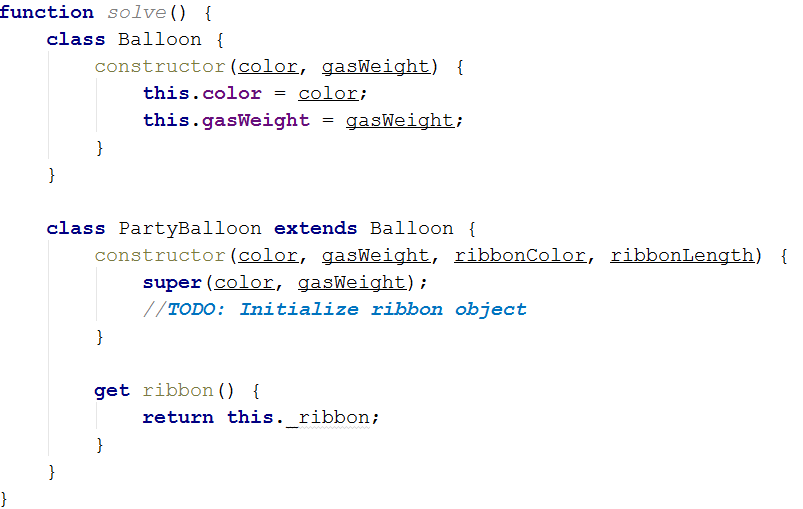 function solve() {
    class Balloon {
        constructor(color, gasWeight) {
            this.color = color;
            this.gasWeight = gasWeight;
        }
    }

    class PartyBalloon extends Balloon {
        constructor(color, gasWeight, ribbonColor, ribbonLength) {
            super(color, gasWeight);
            //TODO: Initialize ribbon object
        }

        get ribbon() {
            return this._ribbon;
        }
    }
}